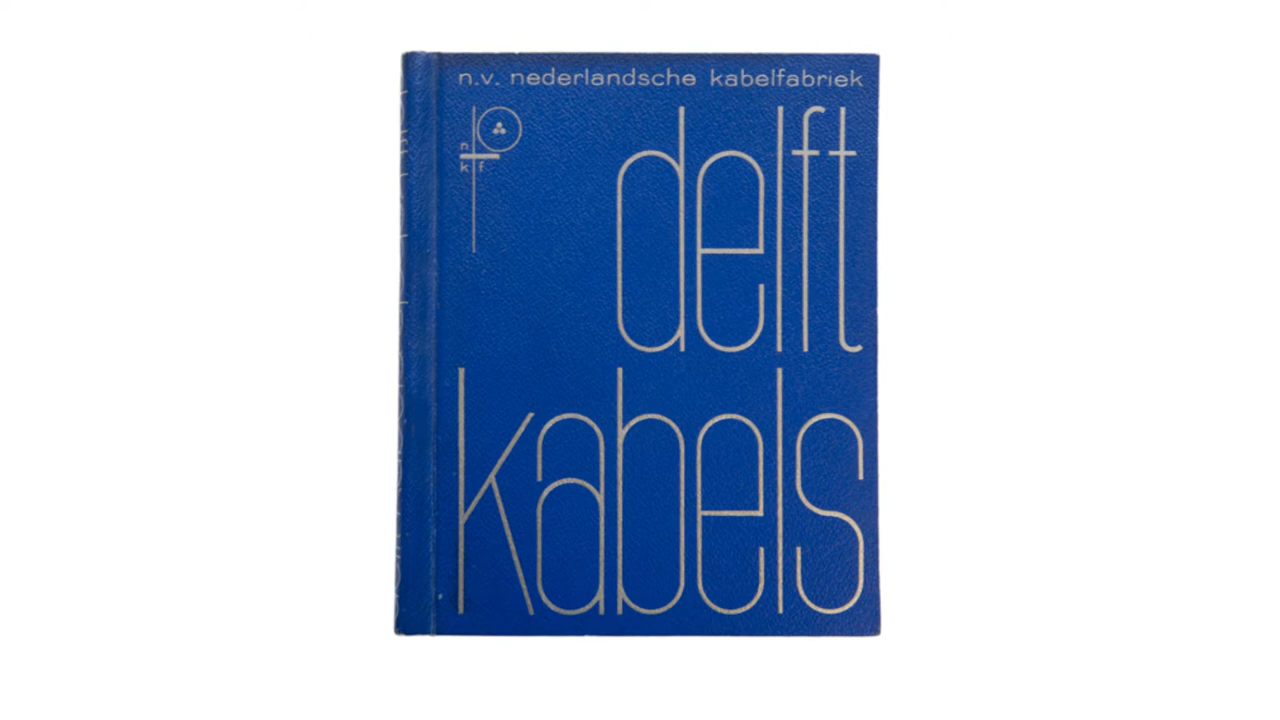 n.v. nederlandsche kabelfabriek
n
k f
delft
kabels